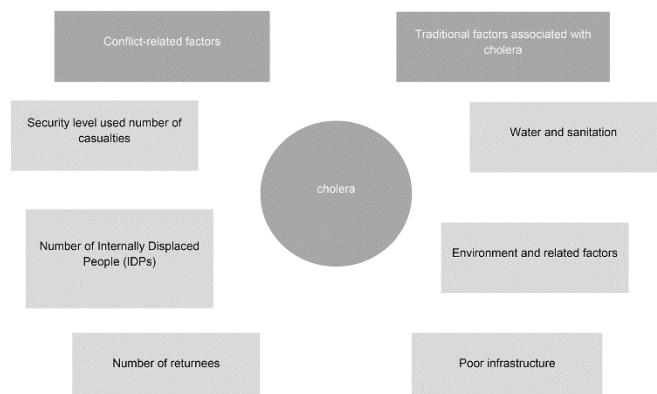 Conflict-related factors
Traditional factors associated with
cholera
Security level used number of
casualties
Water and sanitation
cholera
Number of Internally Displaced
People (IDPs)
Environment and related factors
Number of returnees
Poor infrastructure